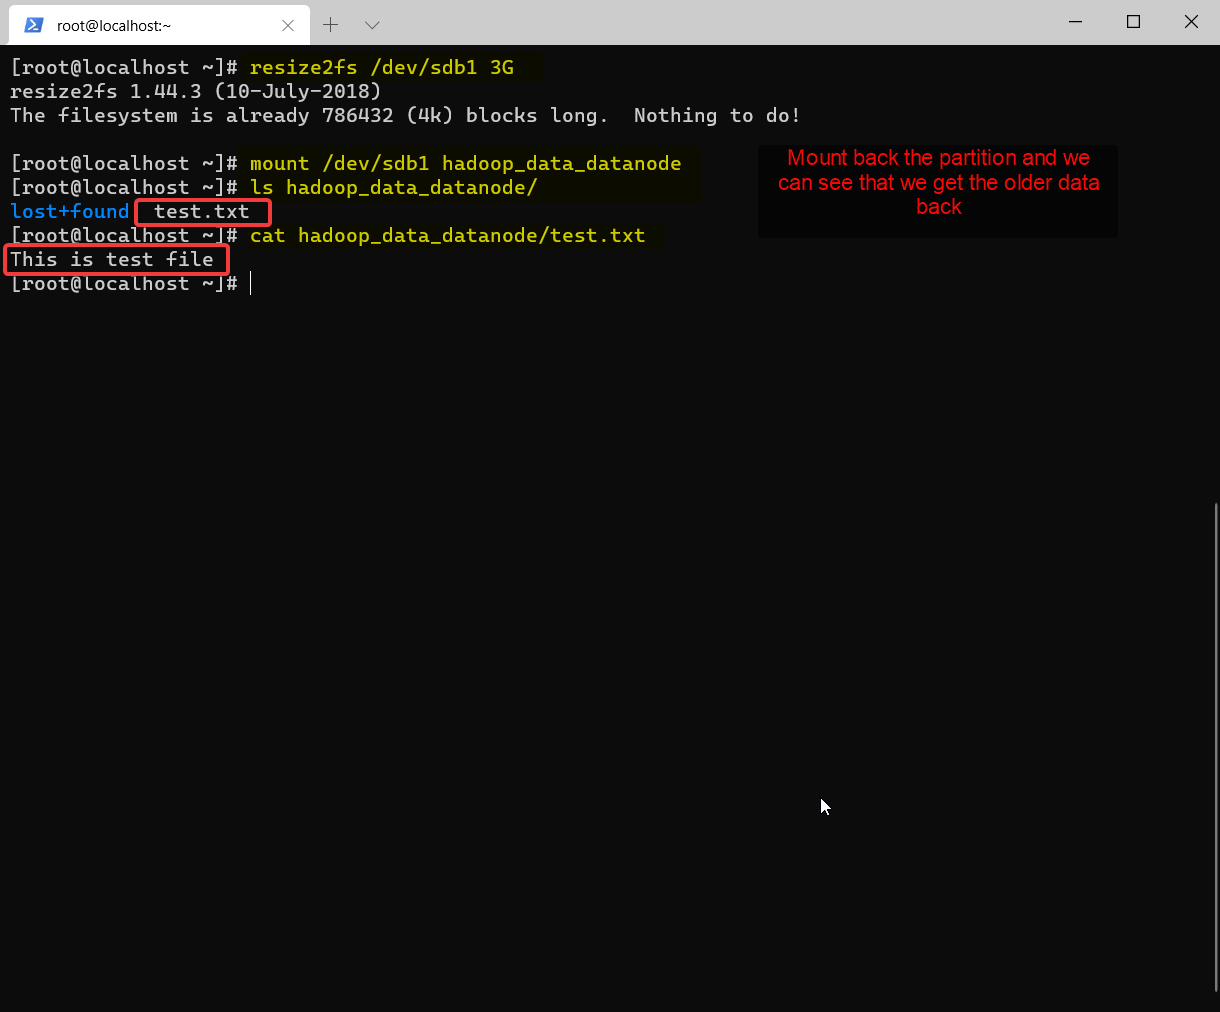 root@localhost:~
[root@localhost ~]# resize2fs /dev/sdb1 3G
resize2fs 1.44.3 (10-July-2018)
The filesystem is already 786432 (4k) blocks long.  Nothing to do!
[root@localhost ~]# mount /dev/sdb1 hadoop_data_datanode
[root@localhost ~]# ls hadoop_data_datanode/
lost+found  test.txt
[root@localhost ~]# cat hadoop_data_datanode/test.txt
This is test file
[root@localhost ~]#
Mount back the partition and we
can see that we get the older data
back